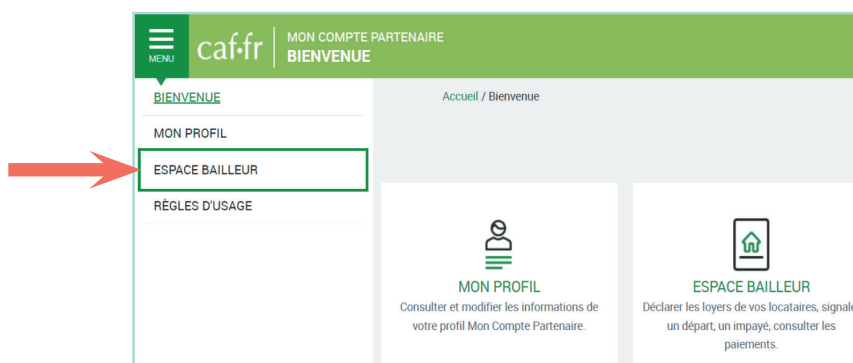 MENU
caf.fr
MON COMPTE PARTENAIRE
BIENVENUE
BIENVENUE
MON PROFIL
ESPACE BAILLEUR
RÈGLES D'USAGE
Accueil / Bienvenue
MON PROFIL
Consulter et modifier les informations de
votre profil Mon Compte Partenaire.
ESPACE BAILLEUR
Déclarer les loyers de vos locataires, signale
un départ, un impayé, consulter les
paiements.